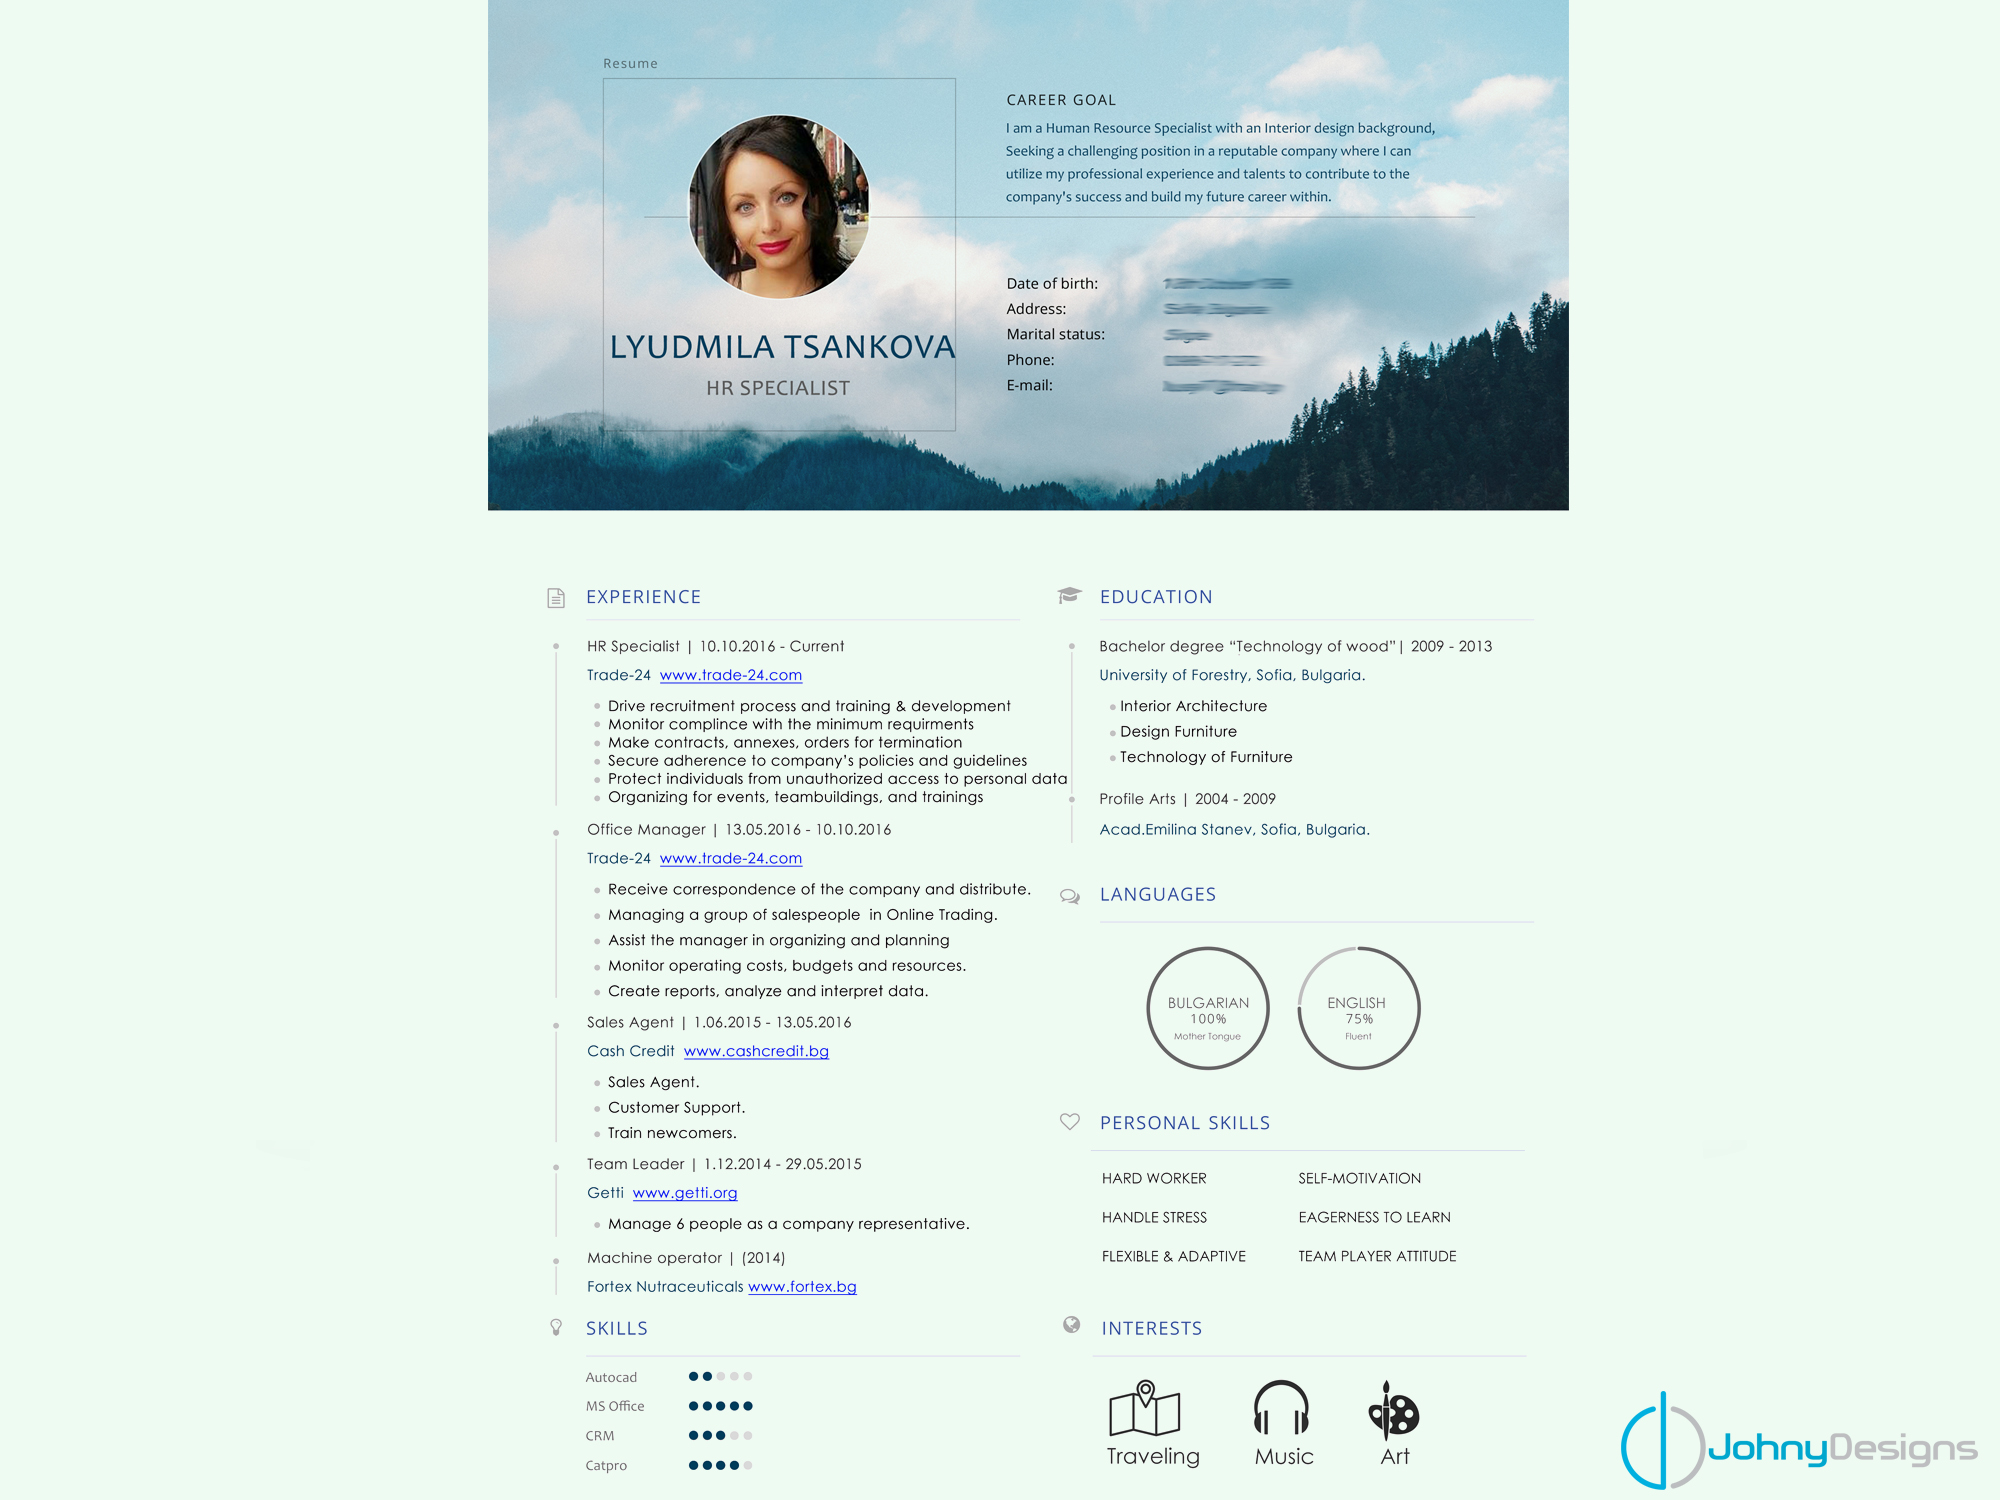 Resume
LYUDMILA TSANKOVA
HR SPECIALIST
CAREER GOAL
I am a Human Resource Specialist with an Interior design background,
Seeking a challenging position in a reputable company where I can
utilize my professional experience and talents to contribute to the
company's success and build my future career within.
Date of birth:
Address:
Marital status:
Phone:
E-mail:
EXPERIENCE
HR Specialist | 10.10.2016 - Current
Trade-24 www.trade-24.com
Drive recruitment process and training & development
Monitor complince with the minimum requirments
Make contracts, annexes, orders for termination
Secure adherence to company's policies and guidelines
Protect individuals from unauthorized access to personal data
Organizing for events, teambuildings, and trainings
Office Manager | 13.05.2016 - 10.10.2016
Trade-24 www.trade-24.com
Receive correspondence of the company and distribute.
Managing a group of salespeople in Online Trading.
Assist the manager in organizing and planning
Monitor operating costs, budgets and resources.
Create reports, analyze and interpret data.
Sales Agent | 1.06.2015 - 13.05.2016
Cash Credit www.cashcredit.bg
Sales Agent.
Customer Support.
Train newcomers.
Team Leader | 1.12.2014 - 29.05.2015
Getti www.getti.org
Manage 6 people as a company representative.
Machine operator | (2014)
Fortex Nutraceuticals www.fortex.bg
SKILLS
Autocad
MS Office
CRM
Catpro
EDUCATION
Bachelor degree “Technology of wood”| 2009 - 2013
University of Forestry, Sofia, Bulgaria.
Interior Architecture
Design Furniture
Technology of Furniture
Profile Arts | 2004 - 2009
Acad.Emilina Stanev, Sofia, Bulgaria.
LANGUAGES
BULGARIAN
100%
Mother Tongue
ENGLISH
75%
Fluent
PERSONAL SKILLS
HARD WORKER
SELF-MOTIVATION
HANDLE STRESS
EAGERNESS TO LEARN
FLEXIBLE & ADAPTIVE
TEAM PLAYER ATTITUDE
INTERESTS
Traveling
Music
Art
JohnyDesigns